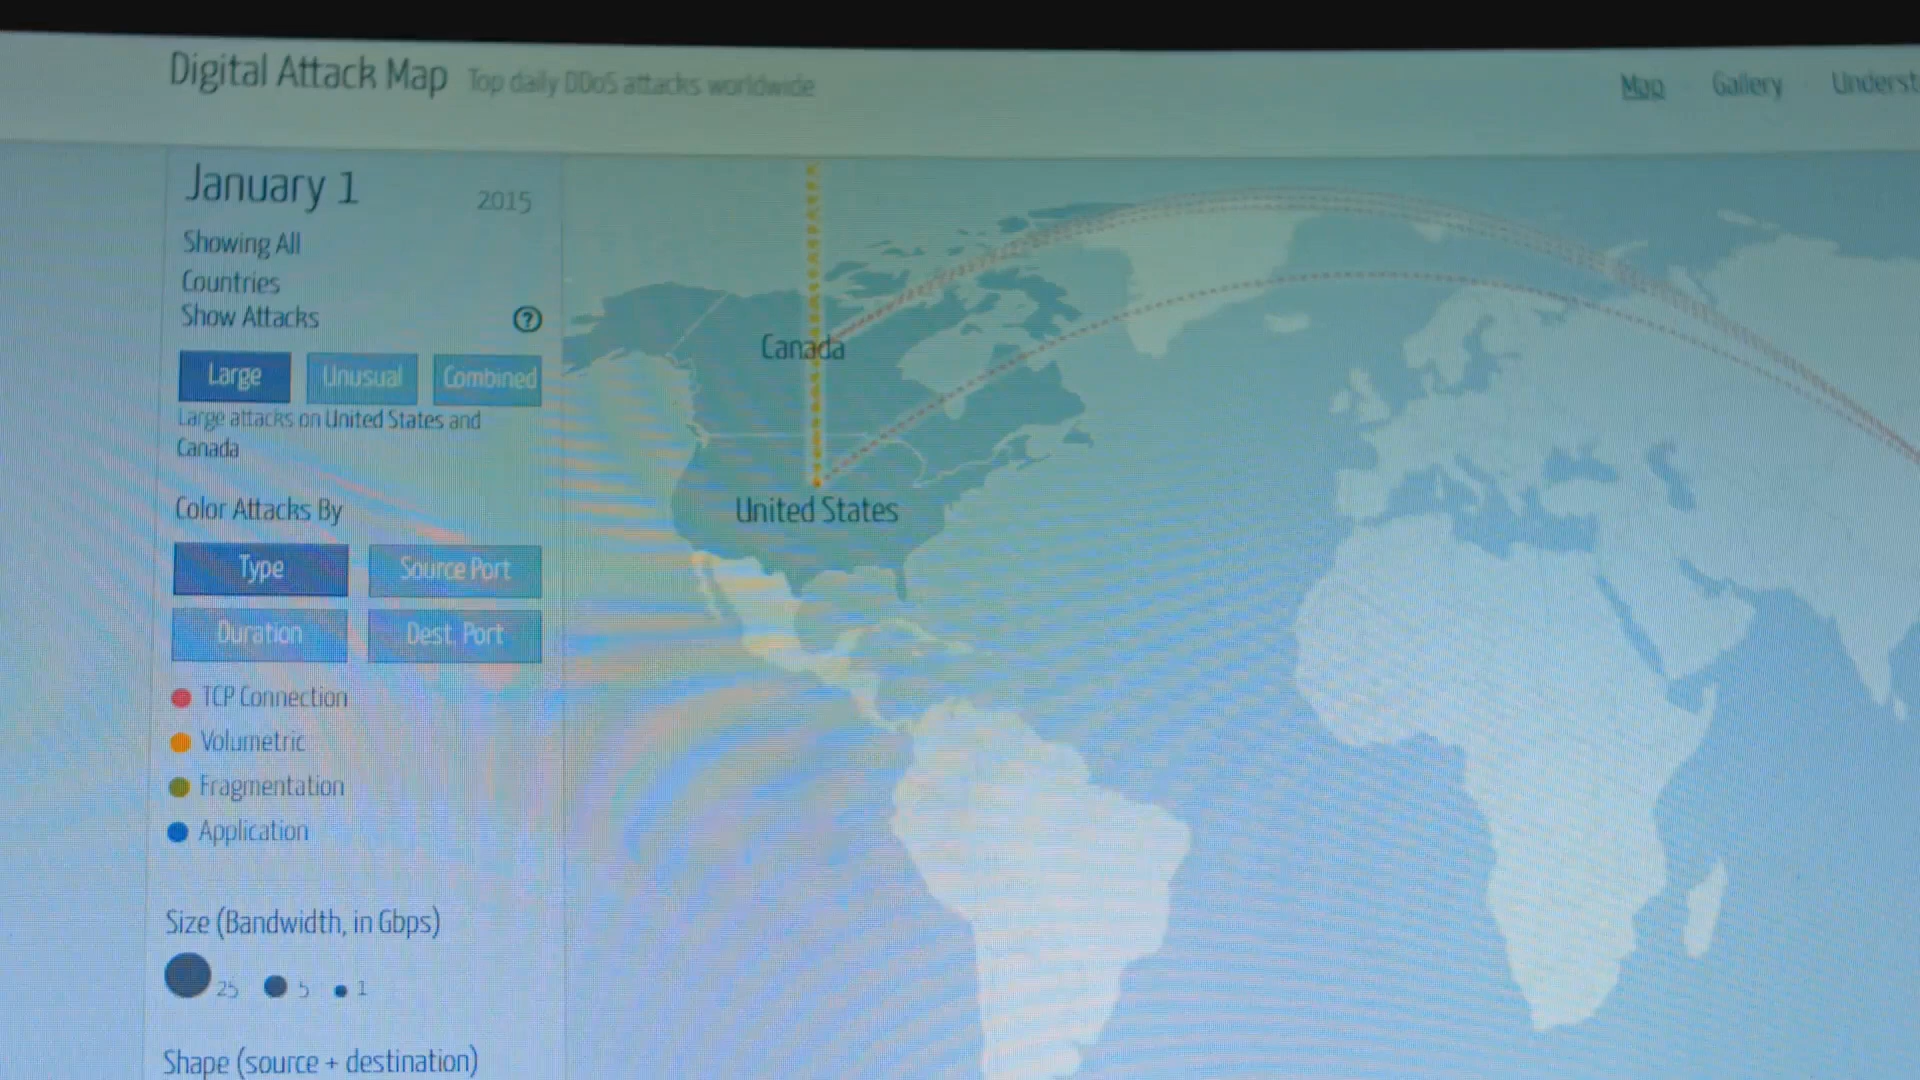 Digital Attack Map Top daily DDoS attacks worldwide
Map Gallery Underst
January 1 2015
Showing All
Countries
Show Attacks ?
Large Unusual Combined
Large attacks on United States and
Canada
Color Attacks By
Type Source Port
Duration Dest. Port
TCP Connection
Volumetric
Fragmentation
Application
Size (Bandwidth, in Gbps)
25 5 1
Shape (source + destination)
Canada
United States